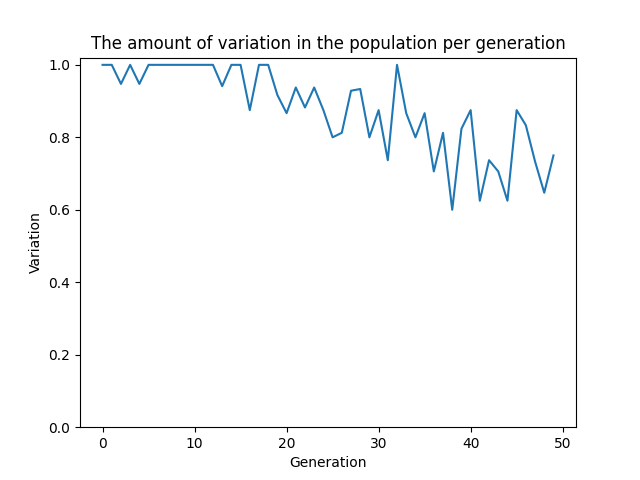 The amount of variation in the population per generation
1.0
0.8
0.6
0.4
0.2
0.0
Variation
0 10 20 30 40 50
Generation